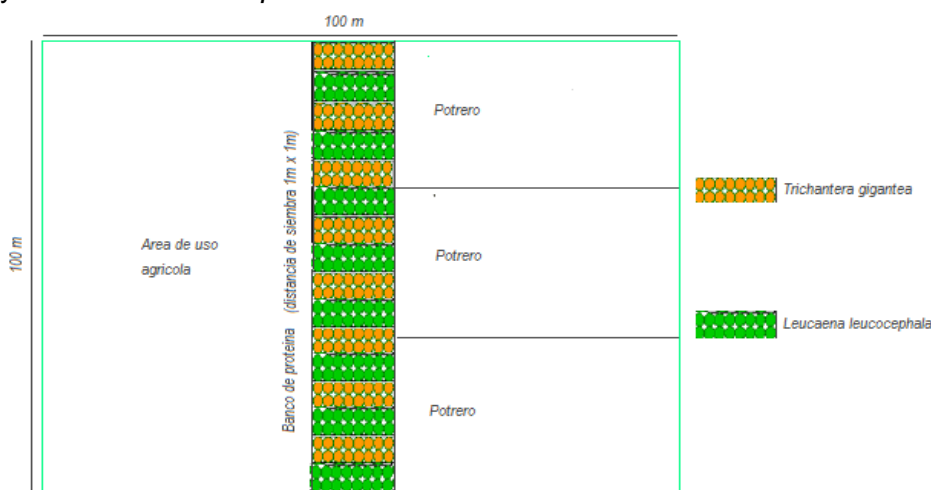 100 m
100 m
Potrero
Banco de proteina (distancia de siembra 1m x 1m)
Trichantera gigantea
Area de uso
agricola
Potrero
Leucaena leucocephala
Potrero